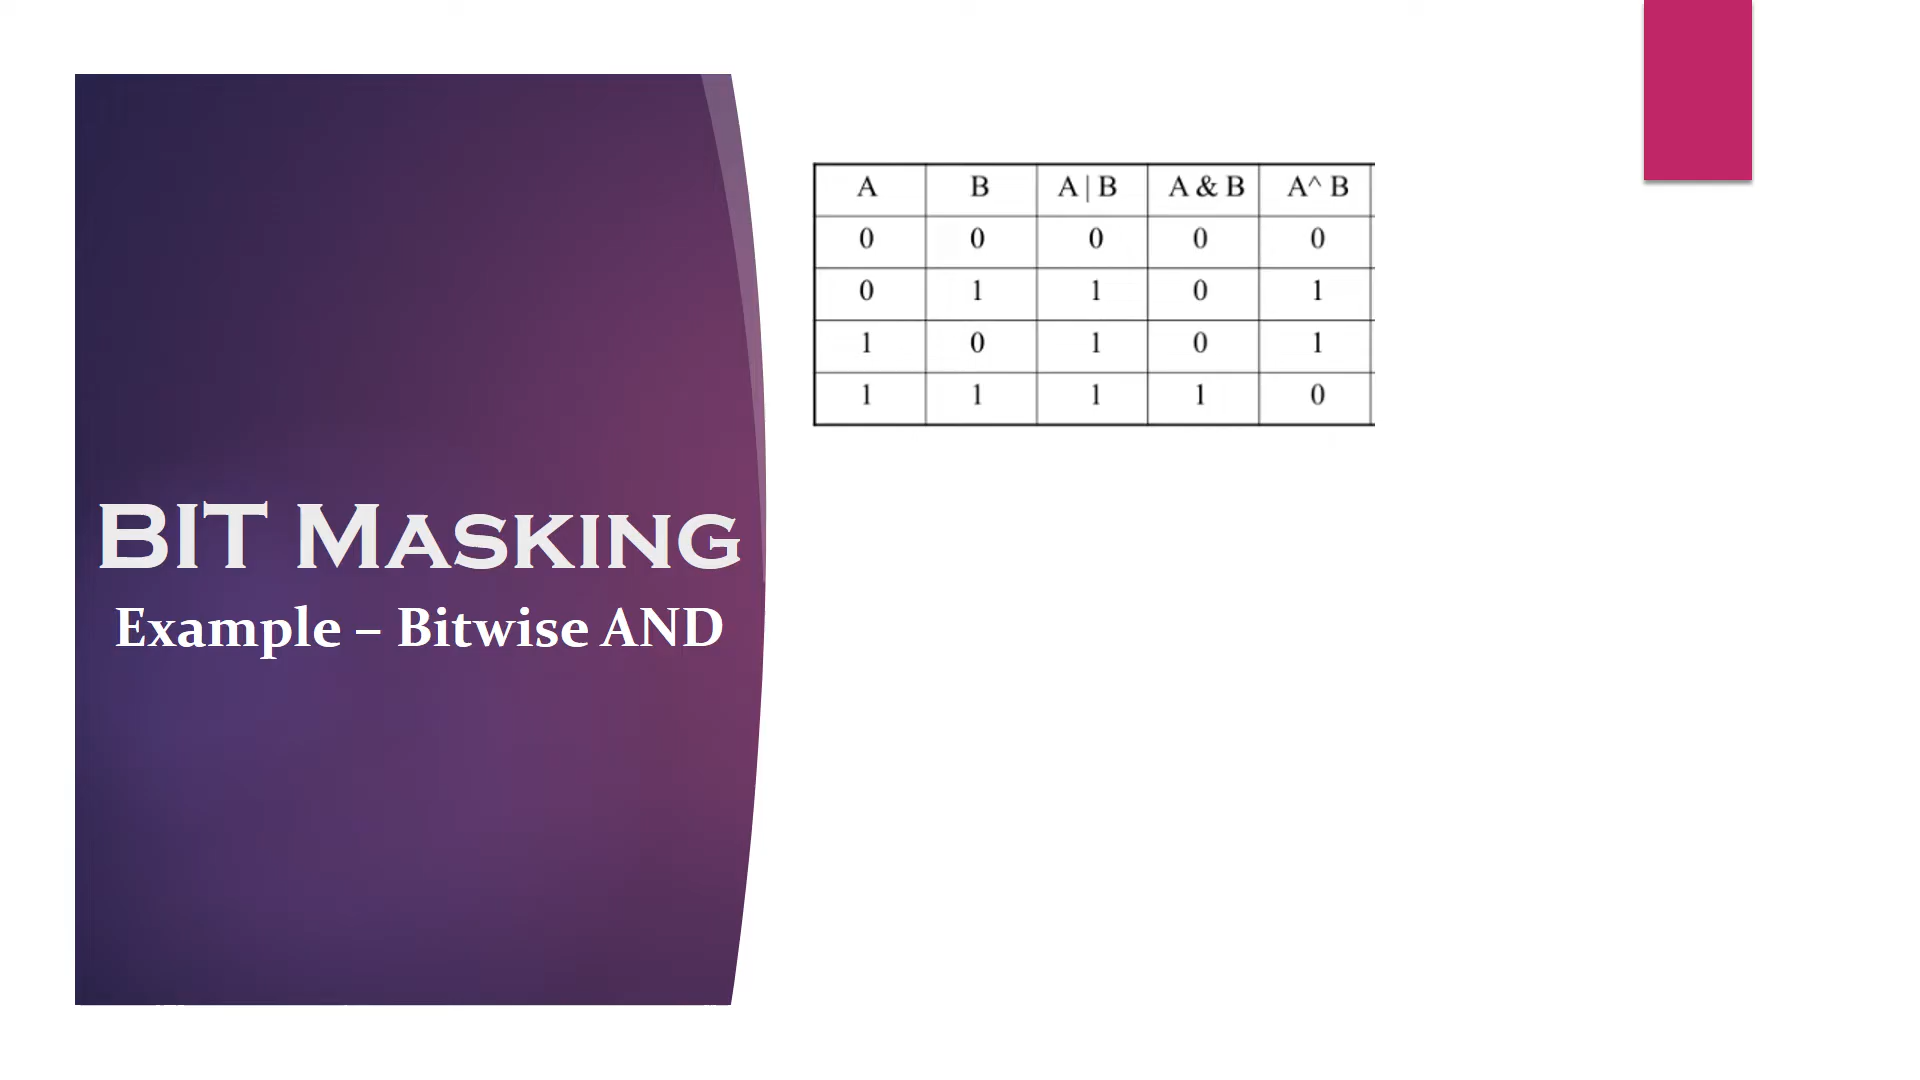 BIT Masking
Example – Bitwise AND
A B A | B A & B A^ B
0 0 0 0 0
0 1 1 0 1
1 0 1 0 1
1 1 1 1 0